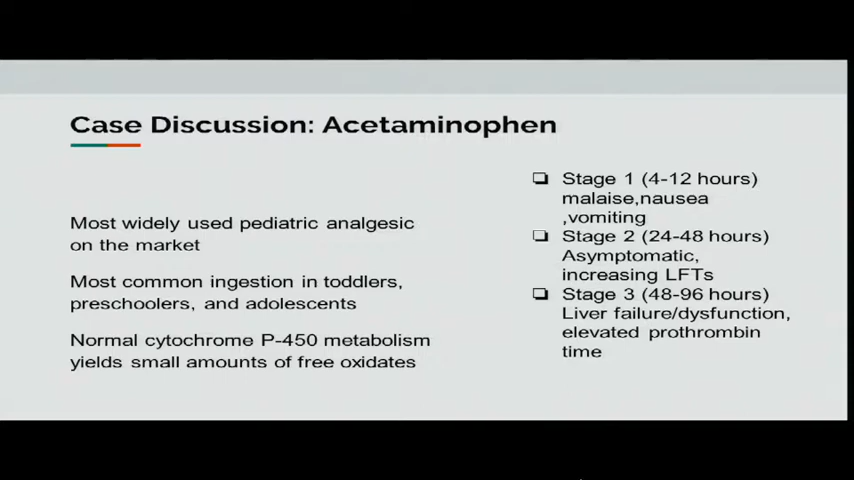 Case Discussion: Acetaminophen
Most widely used pediatric analgesic
on the market
Most common ingestion in toddlers,
preschoolers, and adolescents
Normal cytochrome P-450 metabolism
yields small amounts of free oxidates
Stage 1 (4-12 hours)
malaise,nausea
,vomiting
Stage 2 (24-48 hours)
Asymptomatic,
increasing LFTs
Stage 3 (48-96 hours)
Liver failure/dysfunction,
elevated prothrombin
time